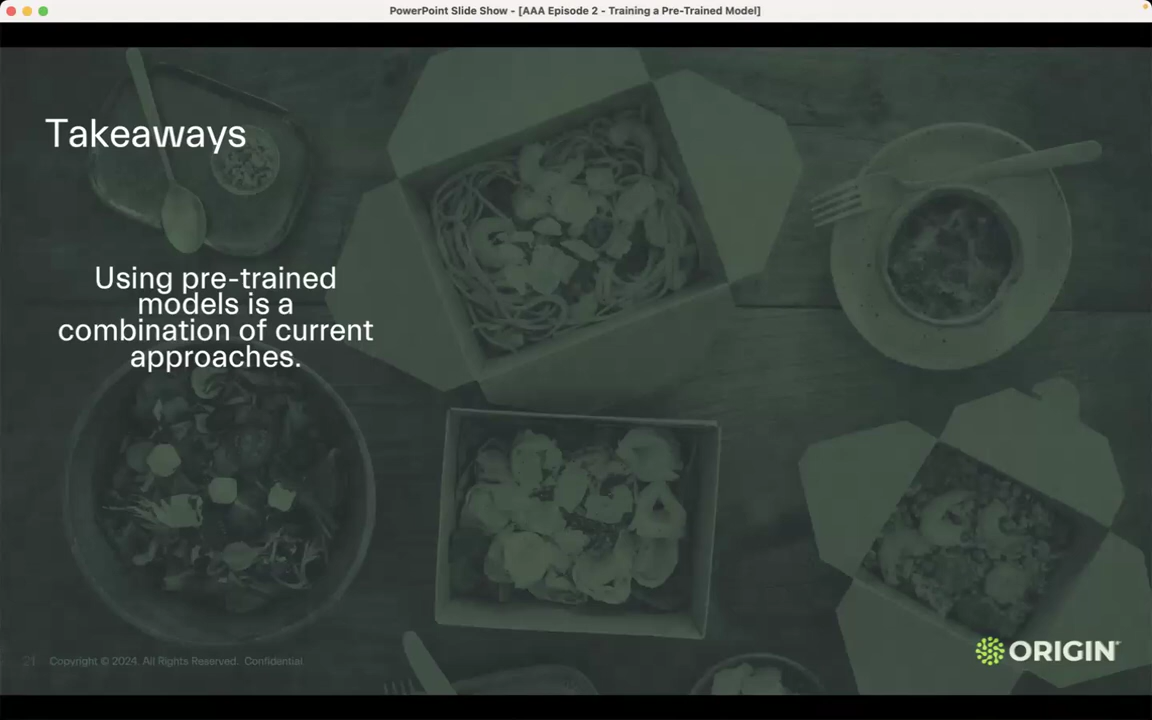 PowerPoint Slide Show - [AAA Episode 2 - Training a Pre-Trained Model]
Takeaways
Using pre-trained
models is a
combination of current
approaches.
21 Copyright © 2024. All Rights Reserved. Confidential
ORIGIN